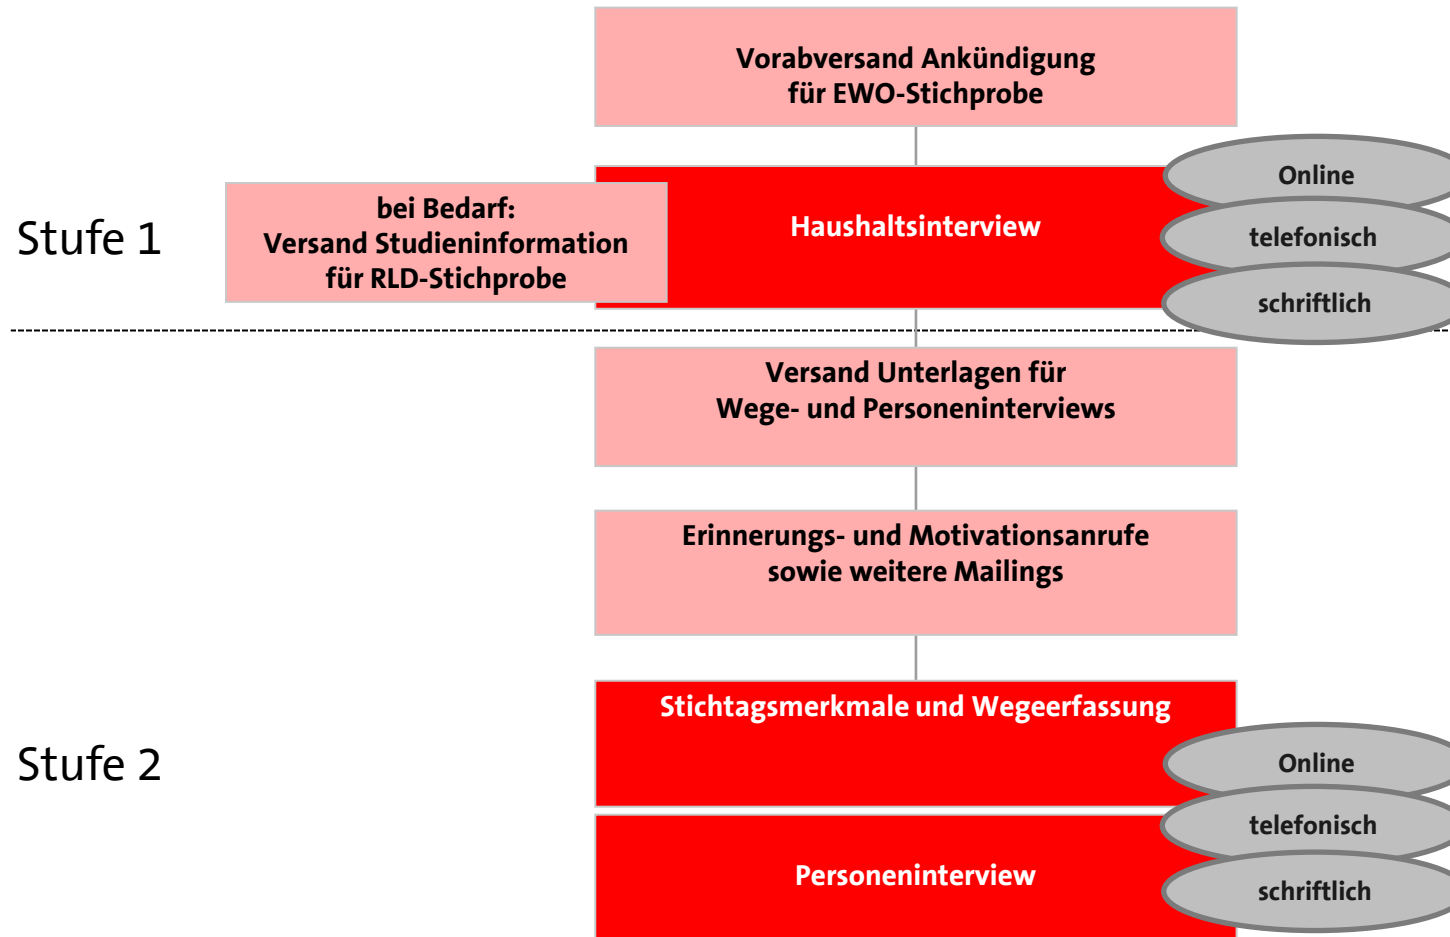 Vorabversand Ankündigung
für EWO-Stichprobe
Stufe 1
bei Bedarf:
Versand Studieninformation
für RLD-Stichprobe
Haushaltsinterview
Online
telefonisch
schriftlich
Versand Unterlagen für
Wege- und Personeninterviews
Erinnerungs- und Motivationsanrufe
sowie weitere Mailings
Stufe 2
Stichtagsmerkmale und Wegeerfassung
Personeninterview
Online
telefonisch
schriftlich